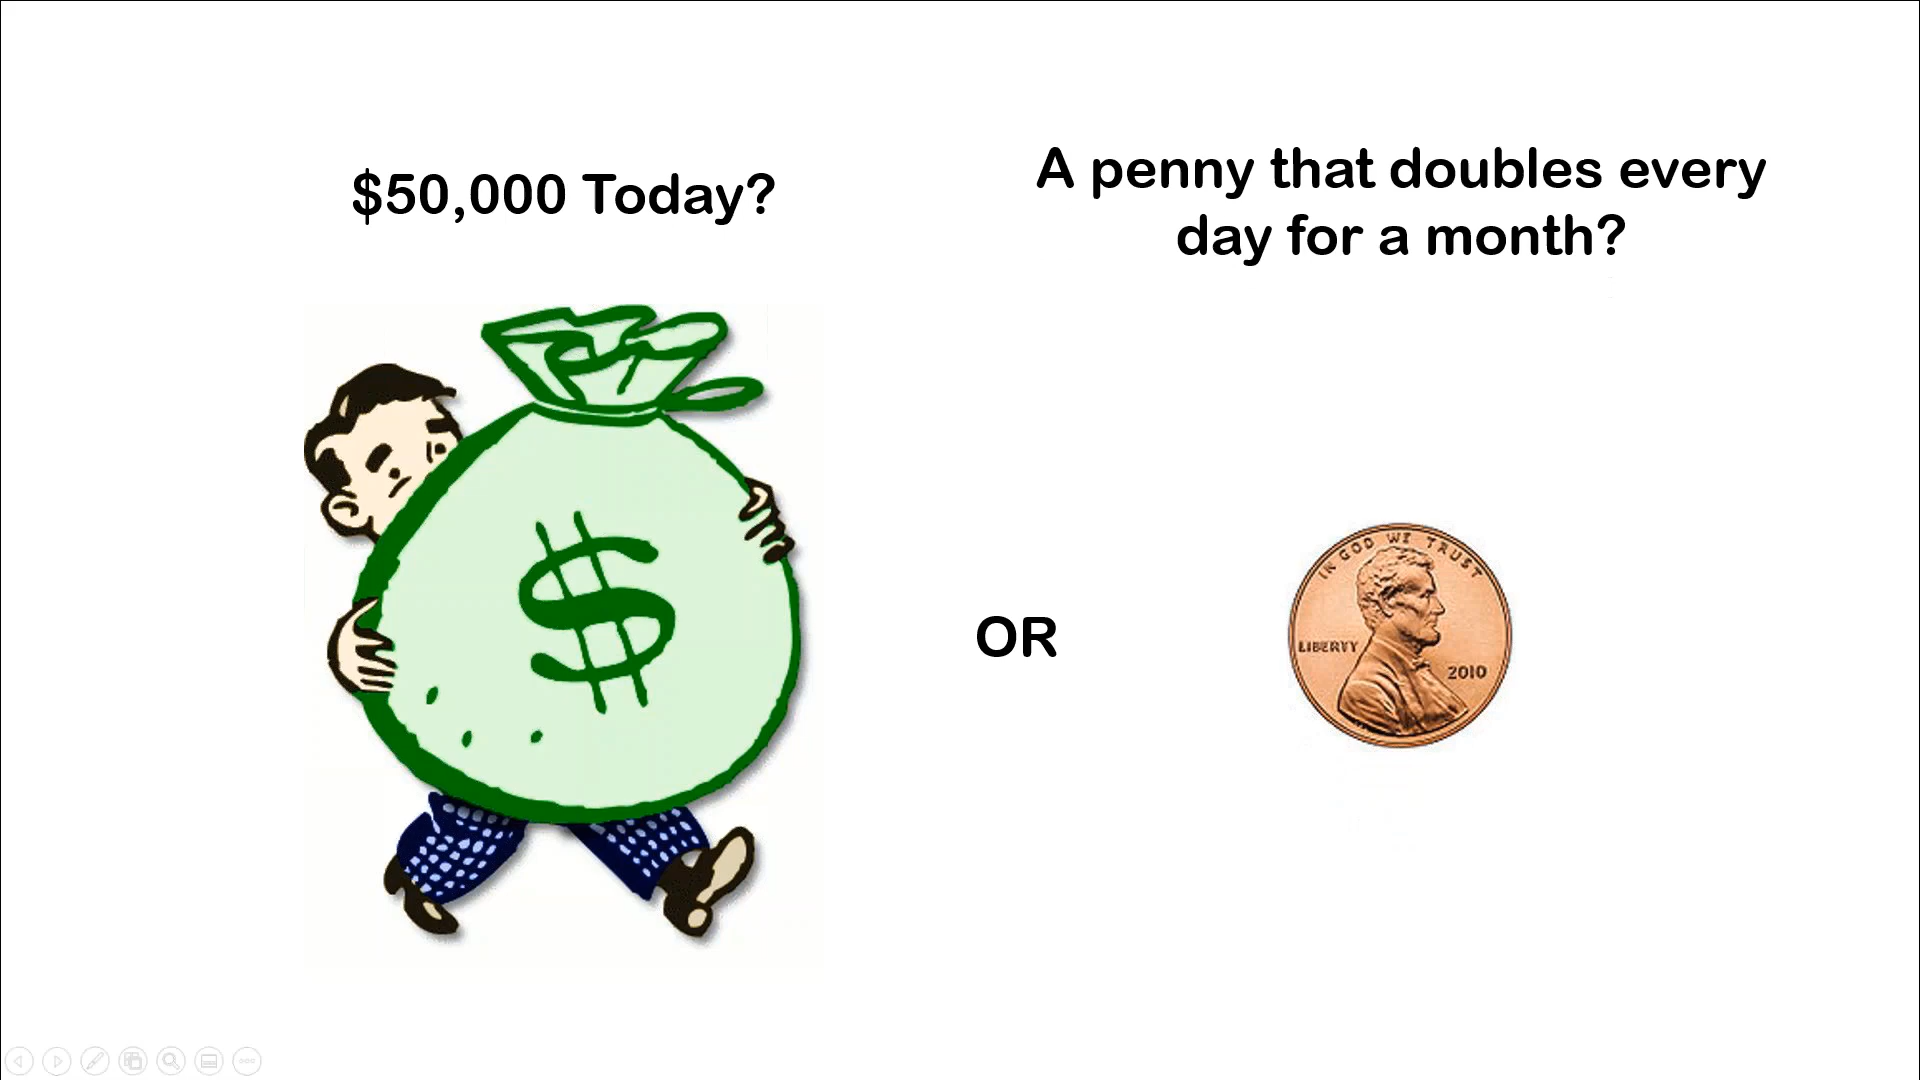 $50,000 Today?
A penny that doubles every
day for a month?
$
OR
IN GOD WE TRUST
LIBERTY
2010